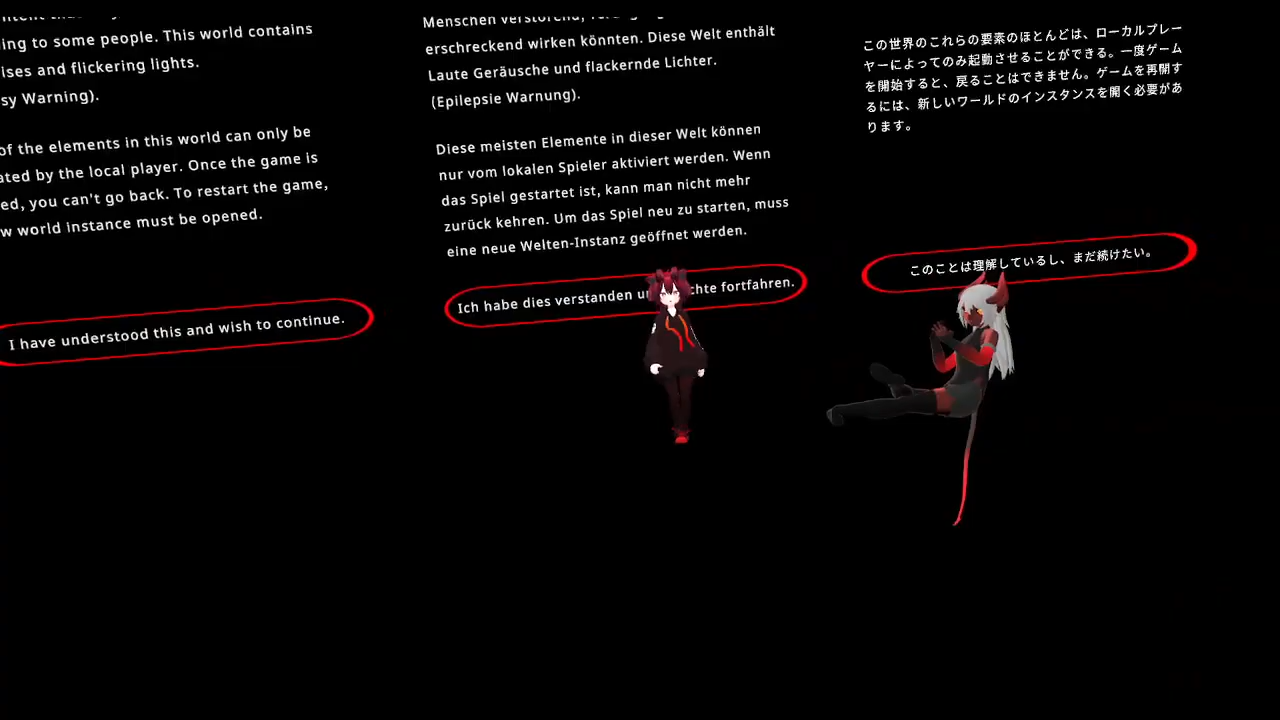 ing to some people. This world contains
ises and flickering lights.
sy Warning).
of the elements in this world can only be
ated by the local player. Once the game is
ed, you can't go back. To restart the game,
w world instance must be opened.
I have understood this and wish to continue.
Menschen verstörend,
erschreckend wirken könnten. Diese Welt enthält
Laute Geräusche und flackernde Lichter.
(Epilepsie Warnung).
Diese meisten Elemente in dieser Welt können
nur vom lokalen Spieler aktiviert werden. Wenn
das Spiel gestartet ist, kann man nicht mehr
zurück kehren. Um das Spiel neu zu starten, muss
eine neue Welten-Instanz geöffnet werden.
Ich habe dies verstanden u chte fortfahren.
この世界のこれらの要素のほとんどは、ローカルプレー
ヤーによってのみ起動させることができる。一度ゲーム
を開始すると、戻ることはできません。ゲームを再開す
るには、新しいワールドのインスタンスを開く必要があ
ります。
このことは理解しているし、まだ続けたい。